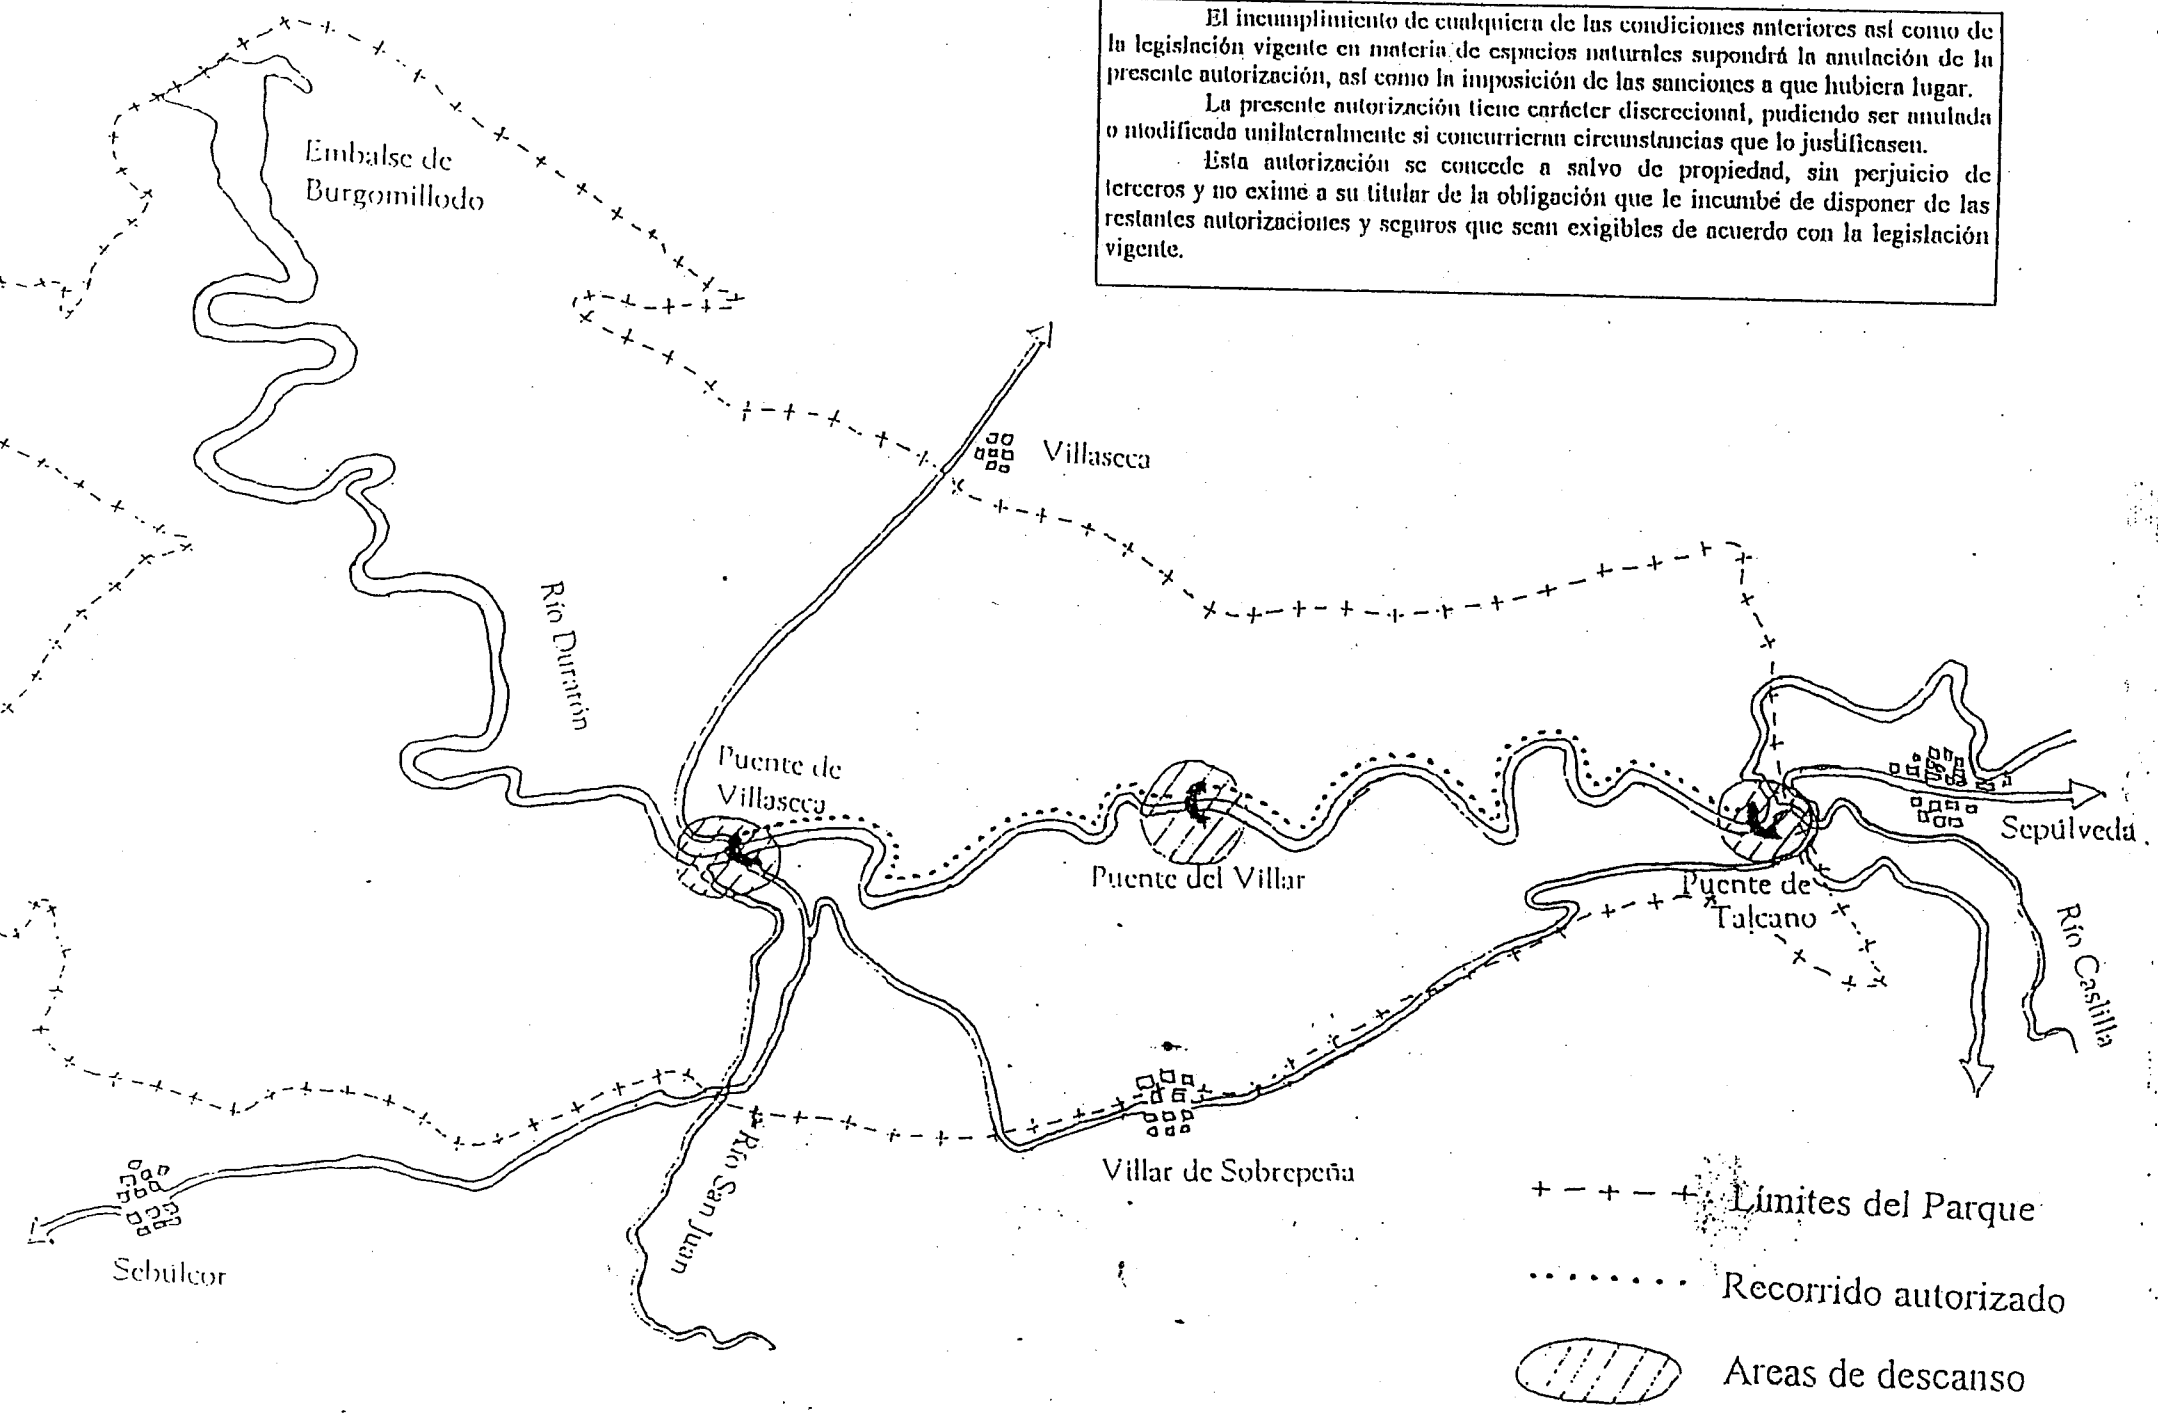 El incumplimiento de cualquiera de las condiciones anteriores así como de
la legislación vigente en materia de espacios naturales supondrá la anulación de la
presente autorización, así como la imposición de las sanciones a que hubiera lugar.
La presente autorización tiene carácter discrecional, pudiendo ser anulada
o modificada unilateralmente si concurrieran circunstancias que lo justificasen.
Esta autorización se concede a salvo de propiedad, sin perjuicio de
terceros y no exime a su titular de la obligación que le incumbe de disponer de las
restantes autorizaciones y seguros que sean exigibles de acuerdo con la legislación
vigente.
Embalse de
Burgomillodo
Villaseca
Río Duratón
Puente de
Villaseca
Puente del Villar
Sepúlveda
Puente de
Talcano
Río Caslilla
Villar de Sobrepeña
Río San Juan
Sebúlcor
Límites del Parque
Recorrido autorizado
Areas de descanso